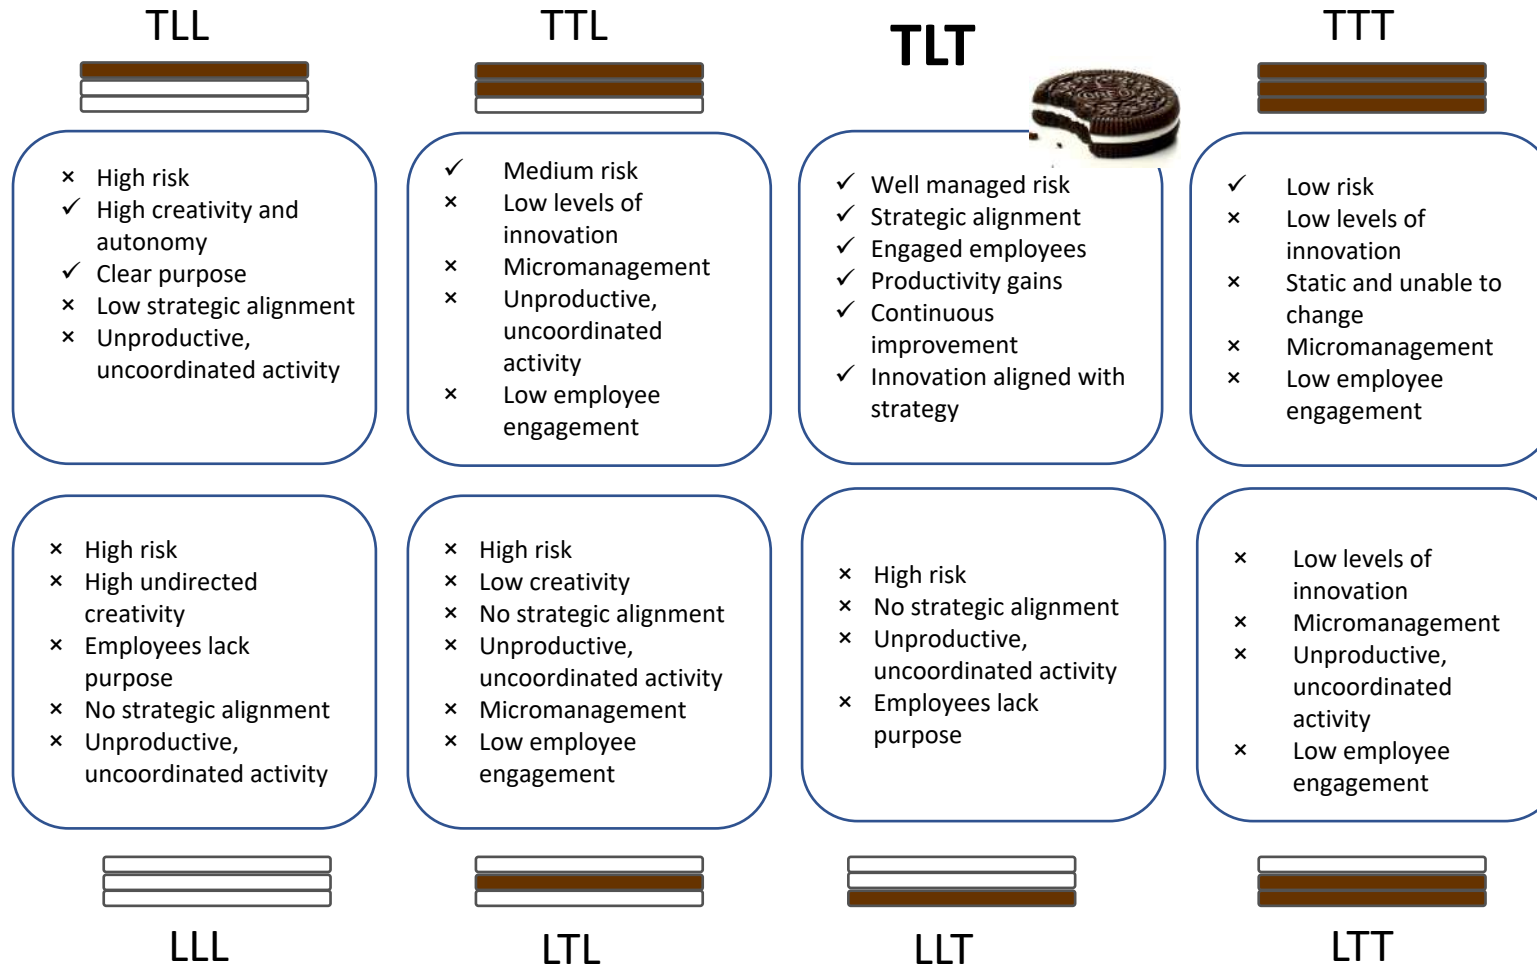 TLL
TTL
TLT
TTT
OREO
× High risk
✓ High creativity and
autonomy
✓ Clear purpose
× Low strategic alignment
× Unproductive,
uncoordinated activity
✓ Medium risk
× Low levels of
innovation
× Micromanagement
× Unproductive,
uncoordinated
activity
× Low employee
engagement
✓ Well managed risk
✓ Strategic alignment
✓ Engaged employees
✓ Productivity gains
✓ Continuous
improvement
✓ Innovation aligned with
strategy
✓ Low risk
× Low levels of
innovation
× Static and unable to
change
× Micromanagement
× Low employee
engagement
× High risk
× High undirected
creativity
× Employees lack
purpose
× No strategic alignment
× Unproductive,
uncoordinated activity
× High risk
× Low creativity
× No strategic alignment
× Unproductive,
uncoordinated activity
× Micromanagement
× Low employee
engagement
× High risk
× No strategic alignment
× Unproductive,
uncoordinated activity
× Employees lack
purpose
× Low levels of
innovation
× Micromanagement
× Unproductive,
uncoordinated
activity
× Low employee
engagement
LLL
LTL
LLT
LTT